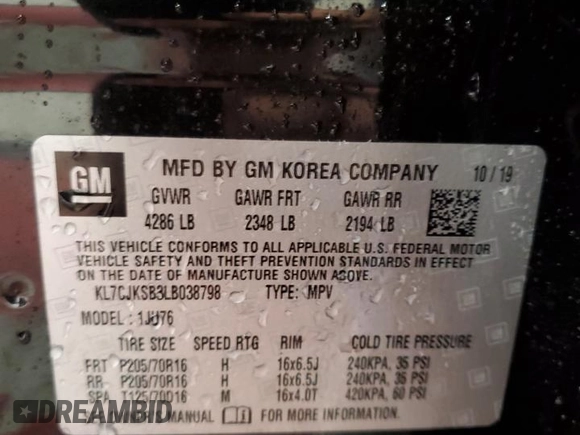 GM
MFD BY GM KOREA COMPANY 10/19
GVWR GAWR FRT GAWR RR
4286 LB 2348 LB 2194 LB
THIS VEHICLE CONFORMS TO ALL APPLICABLE U.S. FEDERAL MOTOR
VEHICLE SAFETY AND THEFT PREVENTION STANDARDS IN EFFECT
ON THE DATE OF MANUFACTURE SHOWN ABOVE.
KL7CJKSB3LB038798 TYPE: MPV
MODEL: 1JU76
TIRE SIZE SPEED RTG RIM COLD TIRE PRESSURE
FRT P205/70R16 H 16x6.5J 240KPA, 35 PSI
RR P205/70R16 H 16x6.5J 240KPA, 35 PSI
SPA T125/70D16 M 16x4.0T 420KPA, 60 PSI
MANUAL FOR MORE INFORMATION
DREAMBID